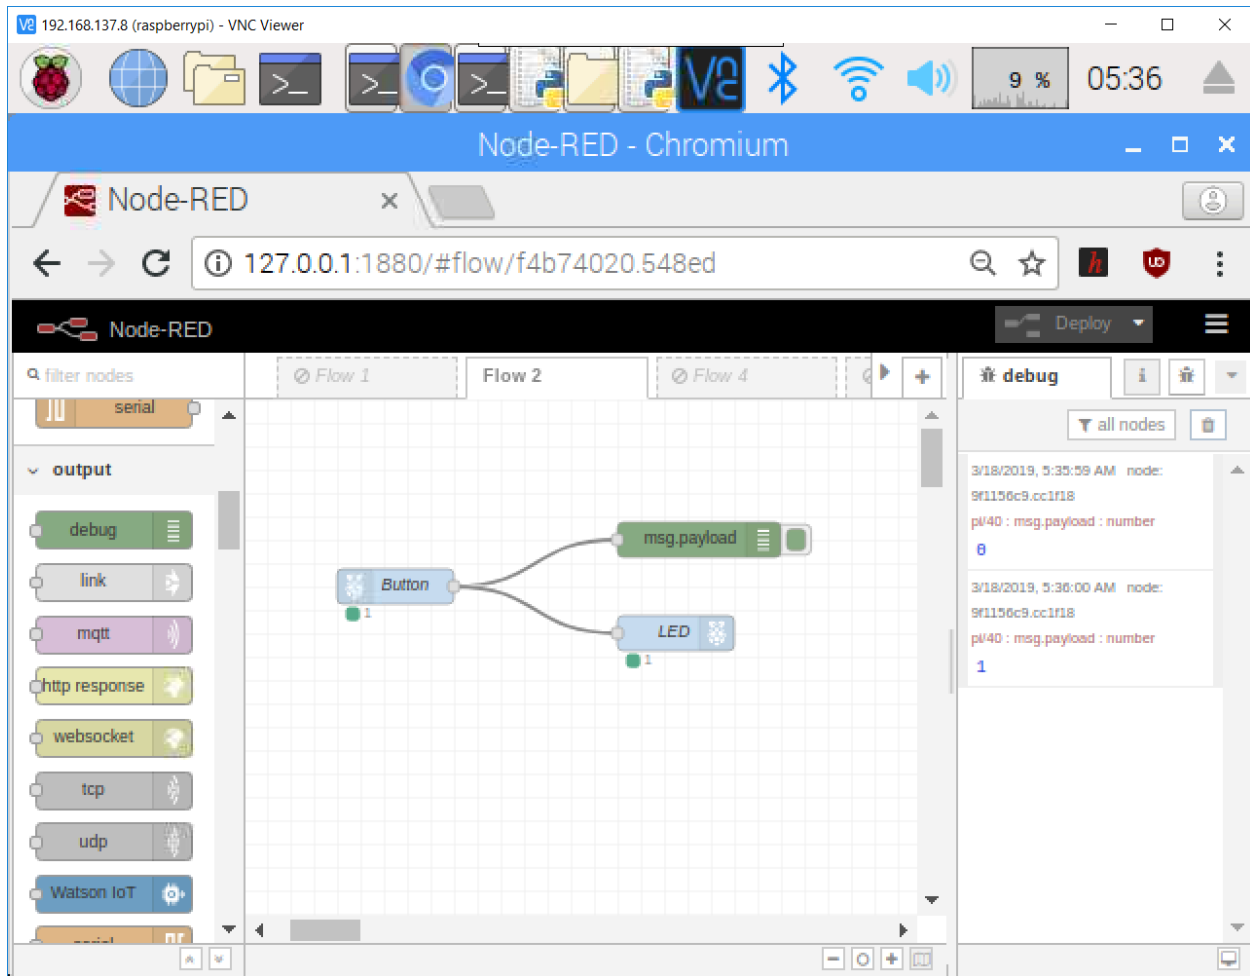 192.168.137.8 (raspberrypi) - VNC Viewer
9 %
05:36
Node-RED - Chromium
Node-RED
127.0.0.1:1880/#flow/f4b74020.548ed
Node-RED
Deploy
filter nodes
Flow 1
Flow 2
Flow 4
debug
i
all nodes
serial
output
debug
link
mqtt
http response
websocket
tcp
udp
Watson IoT
serial
msg.payload
Button
1
LED
1
3/18/2019, 5:35:59 AM node:
9f1156c9.cc1f18
pi/40 : msg.payload : number
0
3/18/2019, 5:36:00 AM node:
9f1156c9.cc1f18
pi/40 : msg.payload : number
1